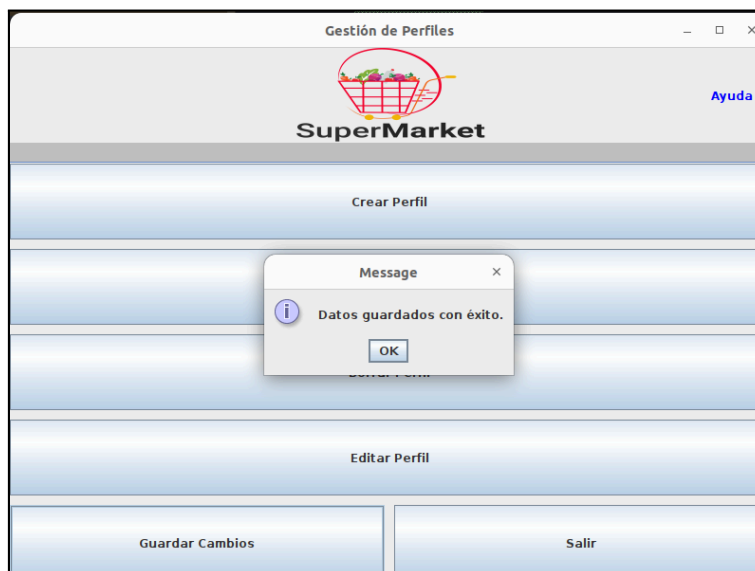 Gestión de Perfiles
Ayuda
SuperMarket
Crear Perfil
Message
Datos guardados con éxito.
OK
Editar Perfil
Guardar Cambios
Salir